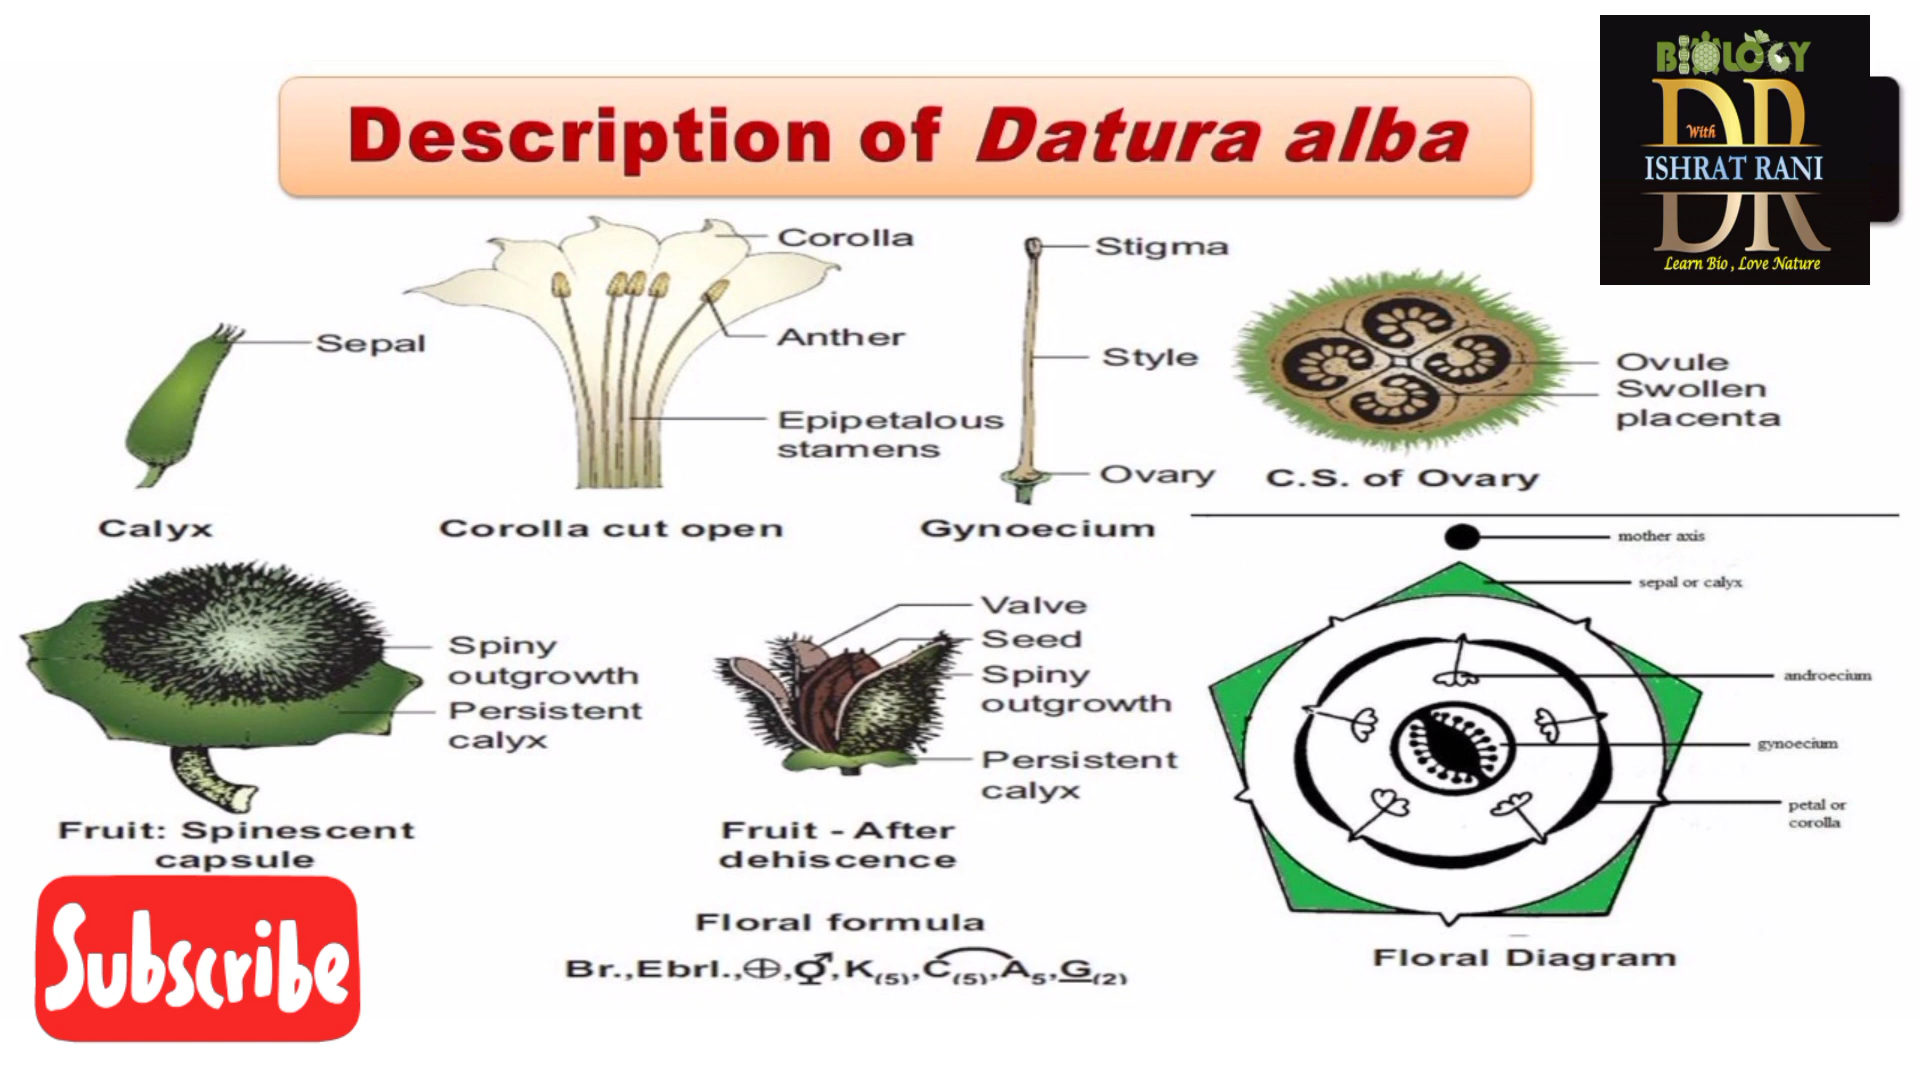 Description of Datura alba
BIOLOGY
DR
With
ISHRAT RANI
Learn Bio , Love Nature
Corolla
Anther
Epipetalous
stamens
Sepal
Stigma
Style
Ovary
Ovule
Swollen
placenta
C.S. of Ovary
Calyx
Corolla cut open
Gynoecium
mother axis
sepal or calyx
androecium
gynoecium
petal or
corolla
Floral Diagram
Spiny
outgrowth
Persistent
calyx
Fruit: Spinescent
capsule
Valve
Seed
Spiny
outgrowth
Persistent
calyx
Fruit - After
dehiscence
Subscribe
Floral formula
Br.,Ebrl.,⊕,⚥,K(5),C(5),A5,G(2)